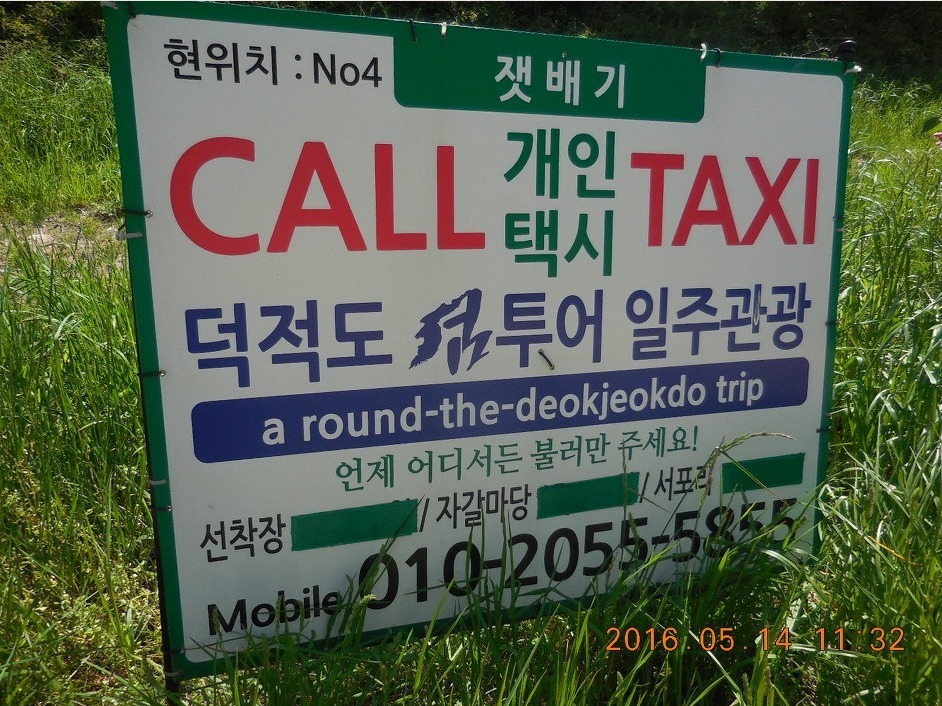 현위치 : No4
잿배기
CALL 개인택시 TAXI
덕적도 섬투어 일주관광
a round-the-deokjeokdo trip
언제 어디서든 불러만 주세요!
선착장 / 자갈마당 / 서포리
Mobile 010-2055-5855
2016.05.14 11:32